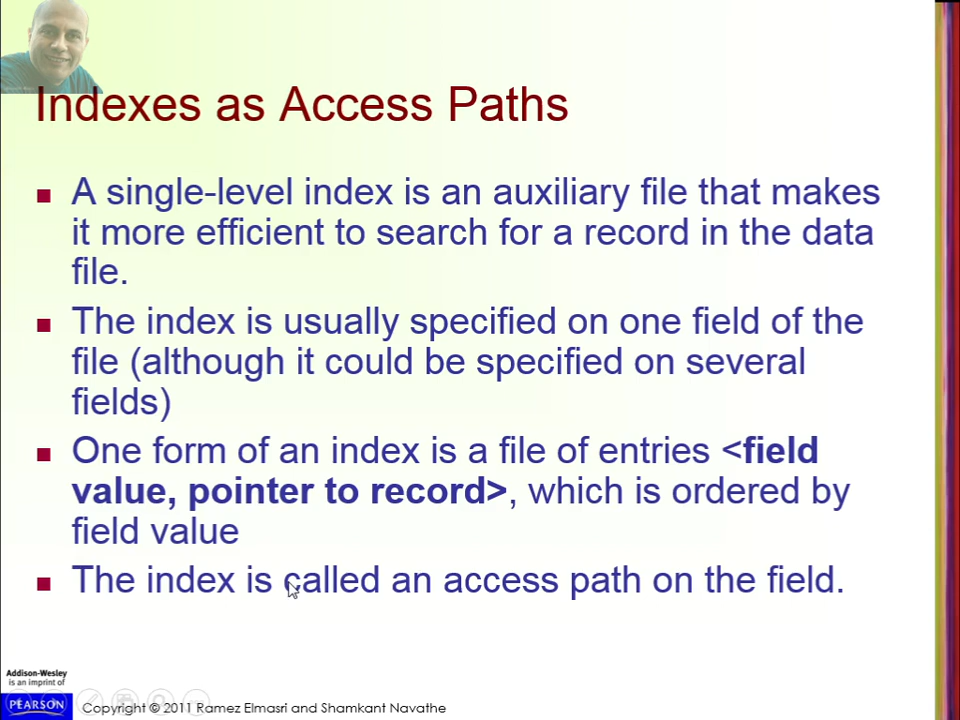 Indexes as Access Paths
A single-level index is an auxiliary file that makes
it more efficient to search for a record in the data
file.
The index is usually specified on one field of the
file (although it could be specified on several
fields)
One form of an index is a file of entries <field
value, pointer to record>, which is ordered by
field value
The index is called an access path on the field.
Addison-Wesley
is an imprint of
PEARSON
Copyright © 2011 Ramez Elmasri and Shamkant Navathe